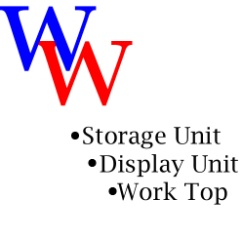 WW
•Storage Unit
•Display Unit
•Work Top